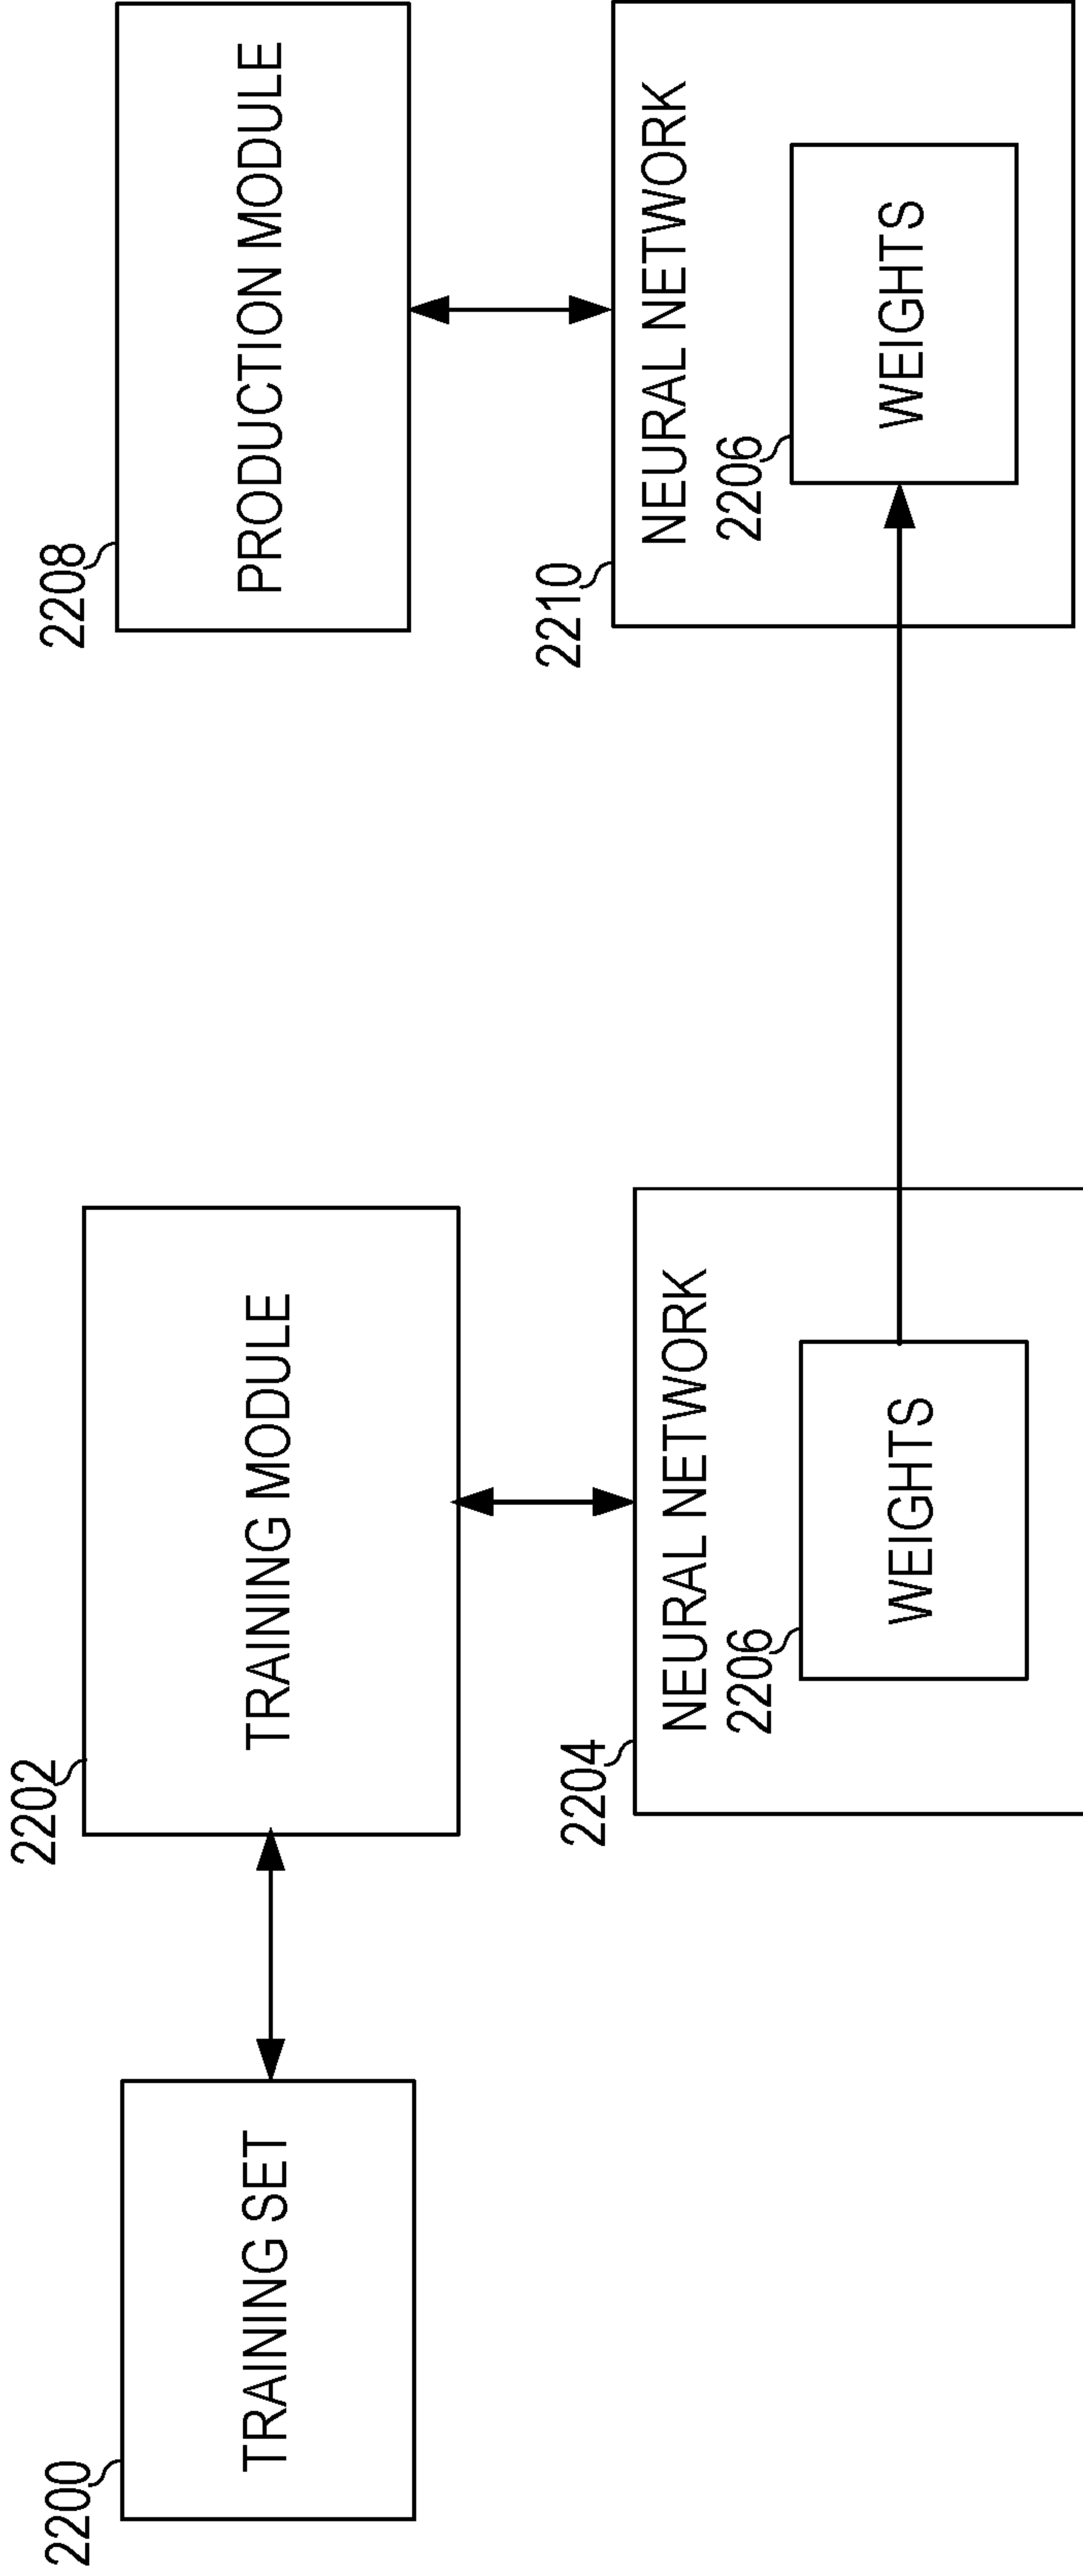 2200
TRAINING SET
2202
TRAINING MODULE
2204
NEURAL NETWORK
2206
WEIGHTS
2208
PRODUCTION MODULE
2210
NEURAL NETWORK
2206
WEIGHTS